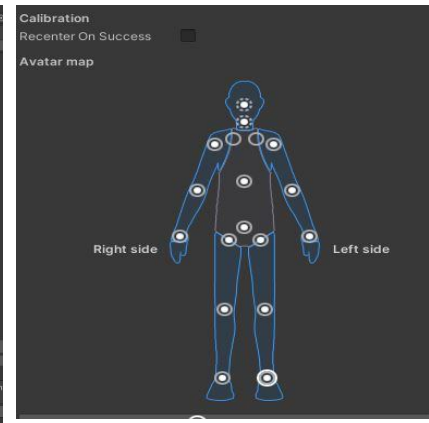 Calibration
Recenter On Success
Avatar map
Right side
Left side